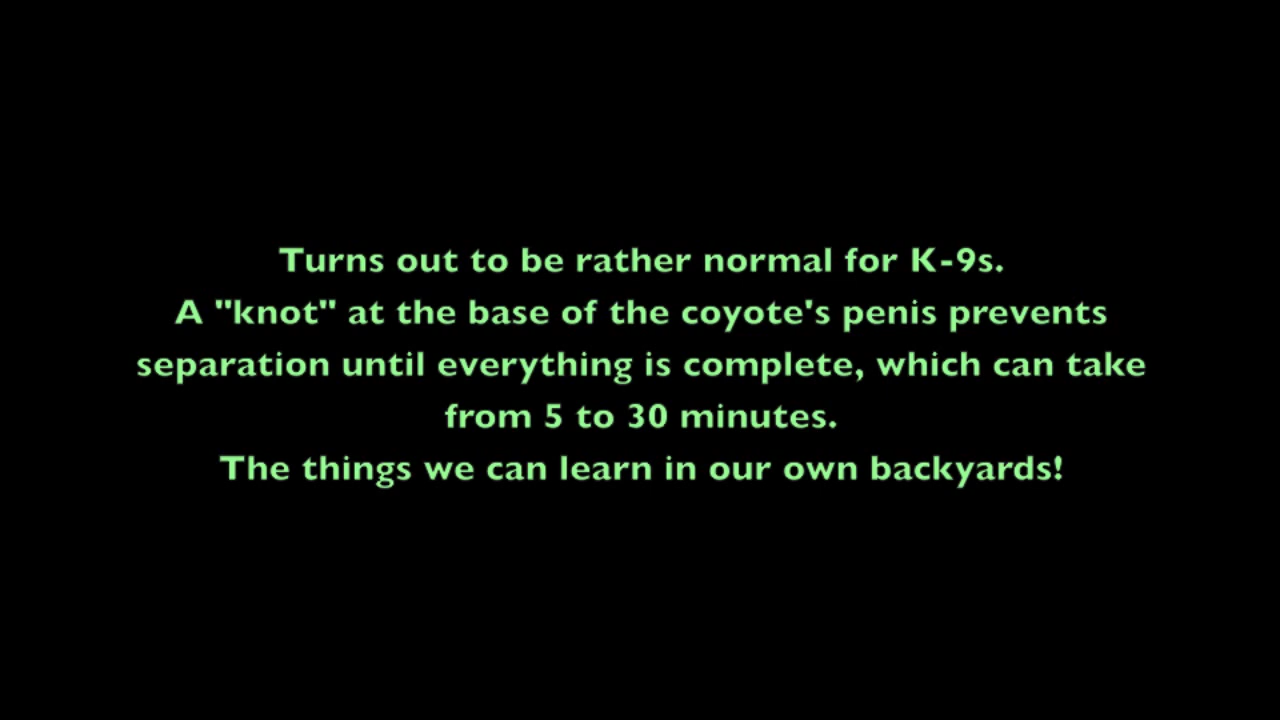 Turns out to be rather normal for K-9s.
A "knot" at the base of the coyote's penis prevents
separation until everything is complete, which can take
from 5 to 30 minutes.
The things we can learn in our own backyards!